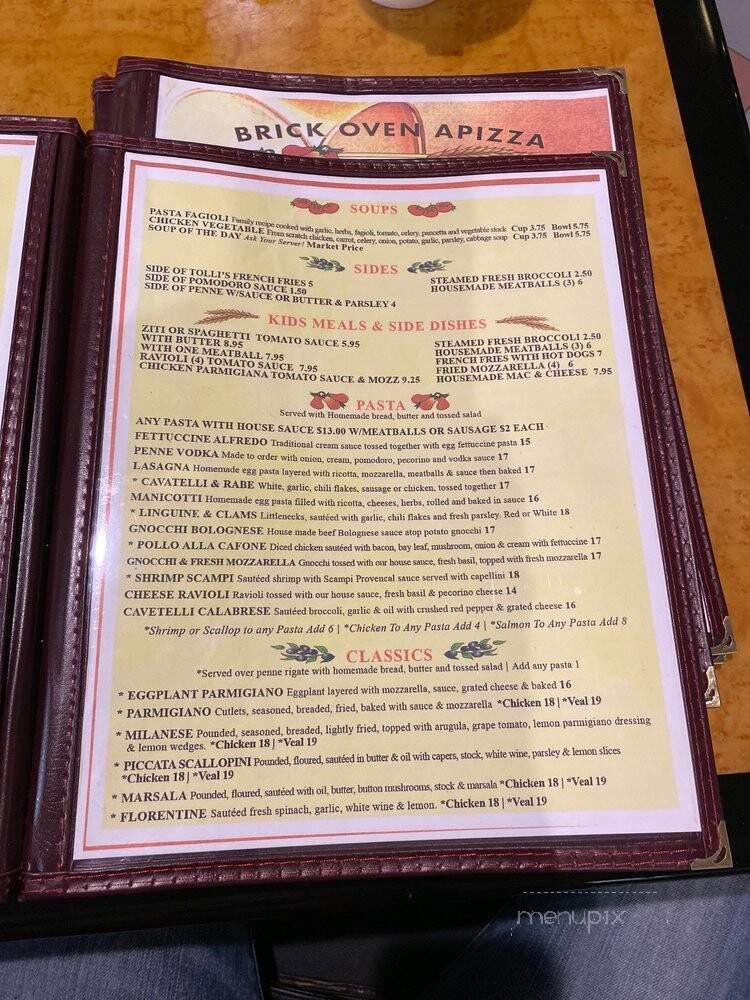 BRICK OVEN APIZZA
SOUPS
PASTA FAGIOLI Family recipe cooked with garlic, herbs, fagioli, tomato, celery, pancetta and vegetable stock Cup 3.75 Bowl 5.75
CHICKEN VEGETABLE From scratch chicken, carrot, celery, onion, potato, garlic, parsley, cabbage soup Cup 3.75 Bowl 5.75
SOUP OF THE DAY Ask Your Server! Market Price
SIDES
SIDE OF TOLLI'S FRENCH FRIES 5
SIDE OF POMODORO SAUCE 1.50
SIDE OF PENNE W/SAUCE OR BUTTER & PARSLEY 4
STEAMED FRESH BROCCOLI 2.50
HOUSEMADE MEATBALLS (3) 6
KIDS MEALS & SIDE DISHES
ZITI OR SPAGHETTI TOMATO SAUCE 5.95
WITH BUTTER 8.95
WITH ONE MEATBALL 7.95
RAVIOLI (4) TOMATO SAUCE 7.95
CHICKEN PARMIGIANA TOMATO SAUCE & MOZZ 9.25
STEAMED FRESH BROCCOLI 2.50
HOUSEMADE MEATBALLS (3) 6
FRENCH FRIES WITH HOT DOGS 7
FRIED MOZZARELLA (4) 6
HOUSEMADE MAC & CHEESE 7.95
PASTA
Served with Homemade bread, butter and tossed salad
ANY PASTA WITH HOUSE SAUCE $13.00 W/MEATBALLS OR SAUSAGE $2 EACH
FETTUCCINE ALFREDO Traditional cream sauce tossed together with egg fettuccine pasta 15
PENNE VODKA Made to order with onion, cream, pomodoro, pecorino and vodka sauce 17
LASAGNA Homemade egg pasta layered with ricotta, mozzarella, meatballs & sauce then baked 17
* CAVATELLI & RABE White, garlic, chili flakes, sausage or chicken, tossed together 17
MANICOTTI Homemade egg pasta filled with ricotta, cheeses, herbs, rolled and baked in sauce 16
* LINGUINE & CLAMS Littlenecks, sautéed with garlic, chili flakes and fresh parsley. Red or White 18
GNOCCHI BOLOGNESE House made beef Bolognese sauce atop potato gnocchi 17
* POLLO ALLA CAFONE Diced chicken sautéed with bacon, bay leaf, mushroom, onion & cream with fettuccine 17
GNOCCHI & FRESH MOZZARELLA Gnocchi tossed with our house sauce, fresh basil, topped with fresh mozzarella 17
* SHRIMP SCAMPI Sautéed shrimp with Scampi Provencal sauce served with capellini 18
CHEESE RAVIOLI Ravioli tossed with our house sauce, fresh basil & pecorino cheese 14
CAVETELLI CALABRESE Sautéed broccoli, garlic & oil with crushed red pepper & grated cheese 16
*Shrimp or Scallop to any Pasta Add 6 | *Chicken To Any Pasta Add 4 | *Salmon To Any Pasta Add 8
CLASSICS
*Served over penne rigate with homemade bread, butter and tossed salad | Add any pasta 1
* EGGPLANT PARMIGIANO Eggplant layered with mozzarella, sauce, grated cheese & baked 16
* PARMIGIANO Cutlets, seasoned, breaded, fried, baked with sauce & mozzarella *Chicken 18 | *Veal 19
* MILANESE Pounded, seasoned, breaded, lightly fried, topped with arugula, grape tomato, lemon parmigiano dressing
& lemon wedges. *Chicken 18 | *Veal 19
* PICCATA SCALLOPINI Pounded, floured, sautéed in butter & oil with capers, stock, white wine, parsley & lemon slices
*Chicken 18 | *Veal 19
* MARSALA Pounded, floured, sautéed with oil, butter, button mushrooms, stock & marsala *Chicken 18 | *Veal 19
* FLORENTINE Sautéed fresh spinach, garlic, white wine & lemon. *Chicken 18 | *Veal 19
menupix